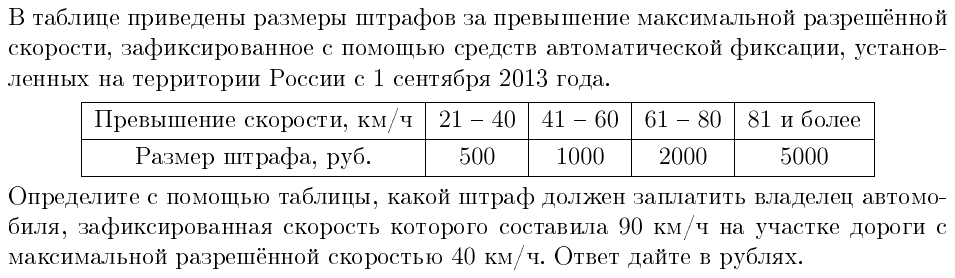 В таблице приведены размеры штрафов за превышение максимальной разрешённой
скорости, зафиксированное с помощью средств автоматической фиксации, установ-
ленных на территории России с 1 сентября 2013 года.
Превышение скорости, км/ч 21 – 40 41 – 60 61 – 80 81 и более
Размер штрафа, руб. 500 1000 2000 5000
Определите с помощью таблицы, какой штраф должен заплатить владелец автомо-
биля, зафиксированная скорость которого составила 90 км/ч на участке дороги с
максимальной разрешённой скоростью 40 км/ч. Ответ дайте в рублях.